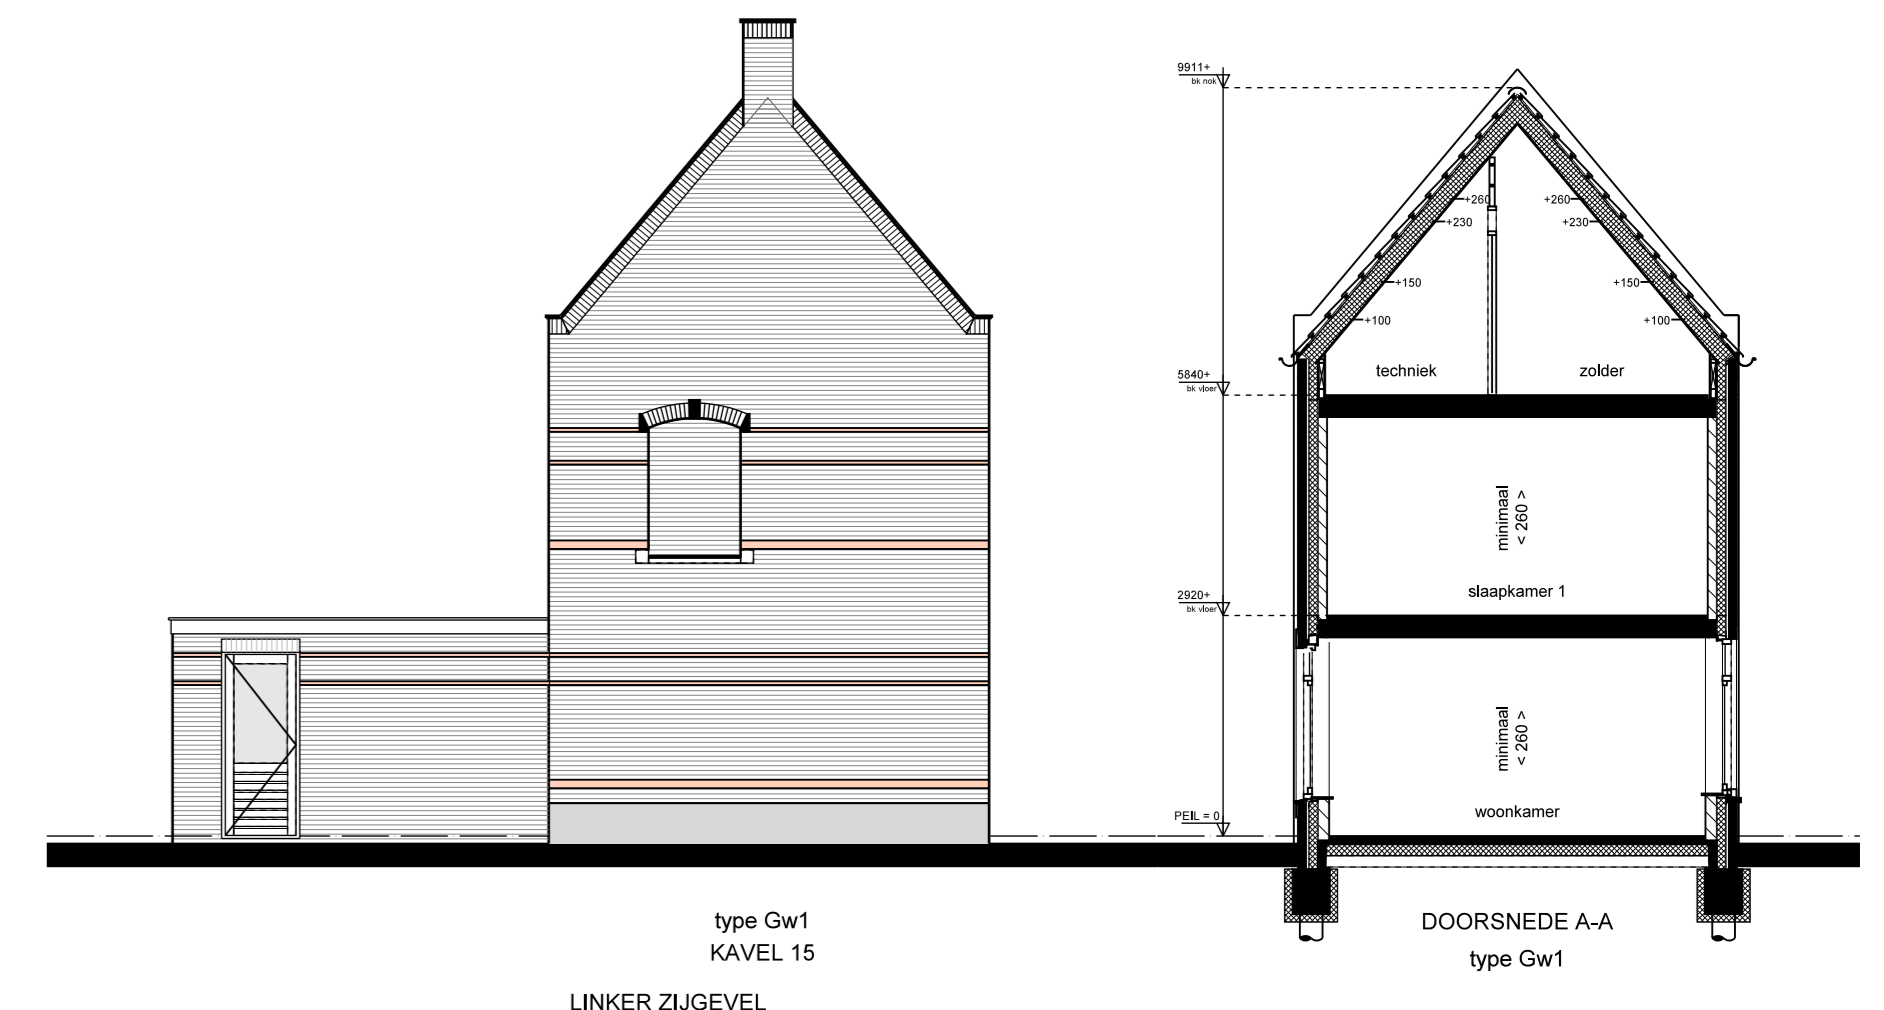 9911+
bk nok
+260
+260
+230
+230
+150
+150
+100
+100
techniek
zolder
5840+
bk vloer
minimaal
< 260 >
slaapkamer 1
2920+
bk vloer
minimaal
< 260 >
woonkamer
PEIL = 0
type Gw1
KAVEL 15
LINKER ZIJGEVEL
DOORSNEDE A-A
type Gw1